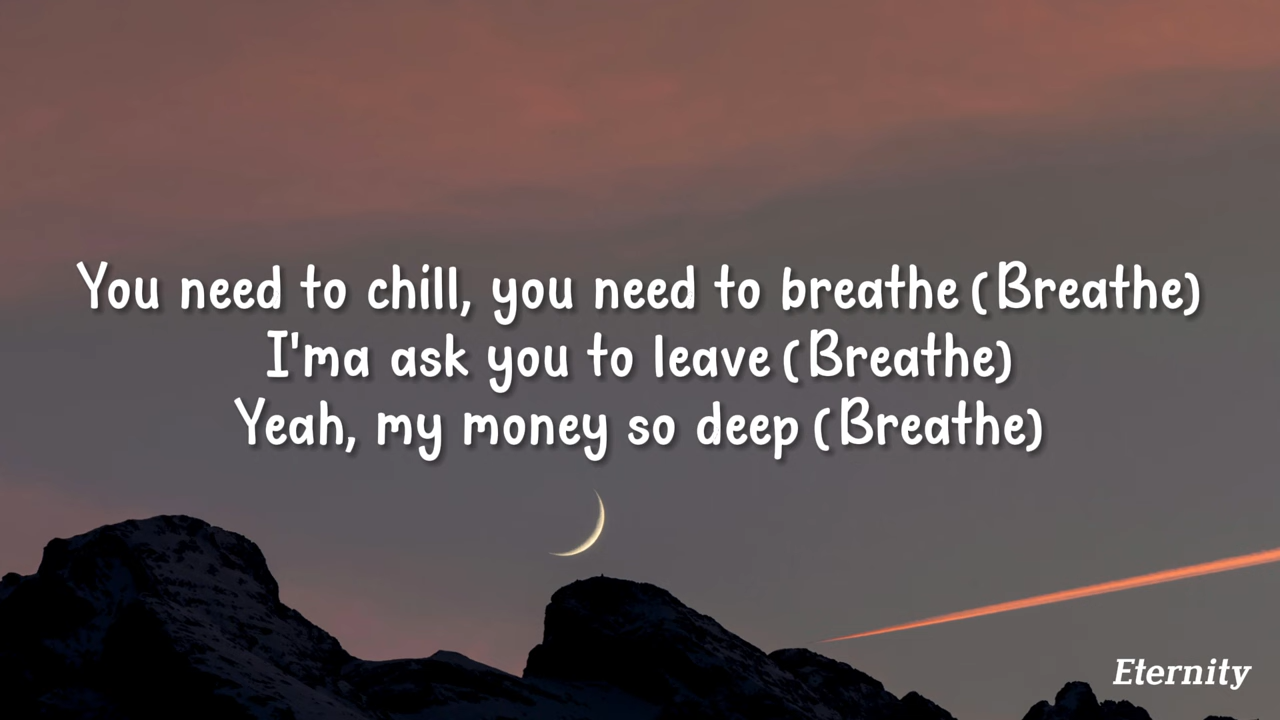 You need to chill, you need to breathe (Breathe)
I'ma ask you to leave (Breathe)
Yeah, my money so deep (Breathe)
Eternity